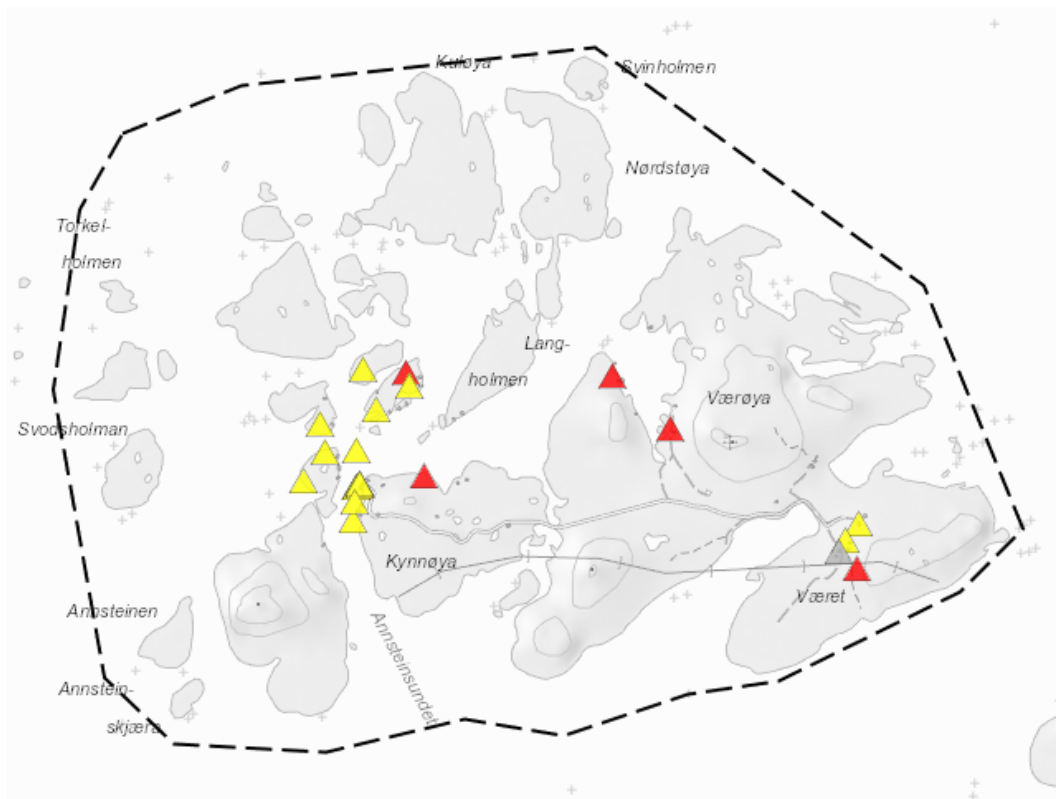 Kuløya
Svinholmen
Nørdstøya
Torkel-
holmen
Lang-
holmen
Værøya
Svodsholman
Kynnøya
Været
Annsteinen
Annsteinsundet
Annstein-
skjæra